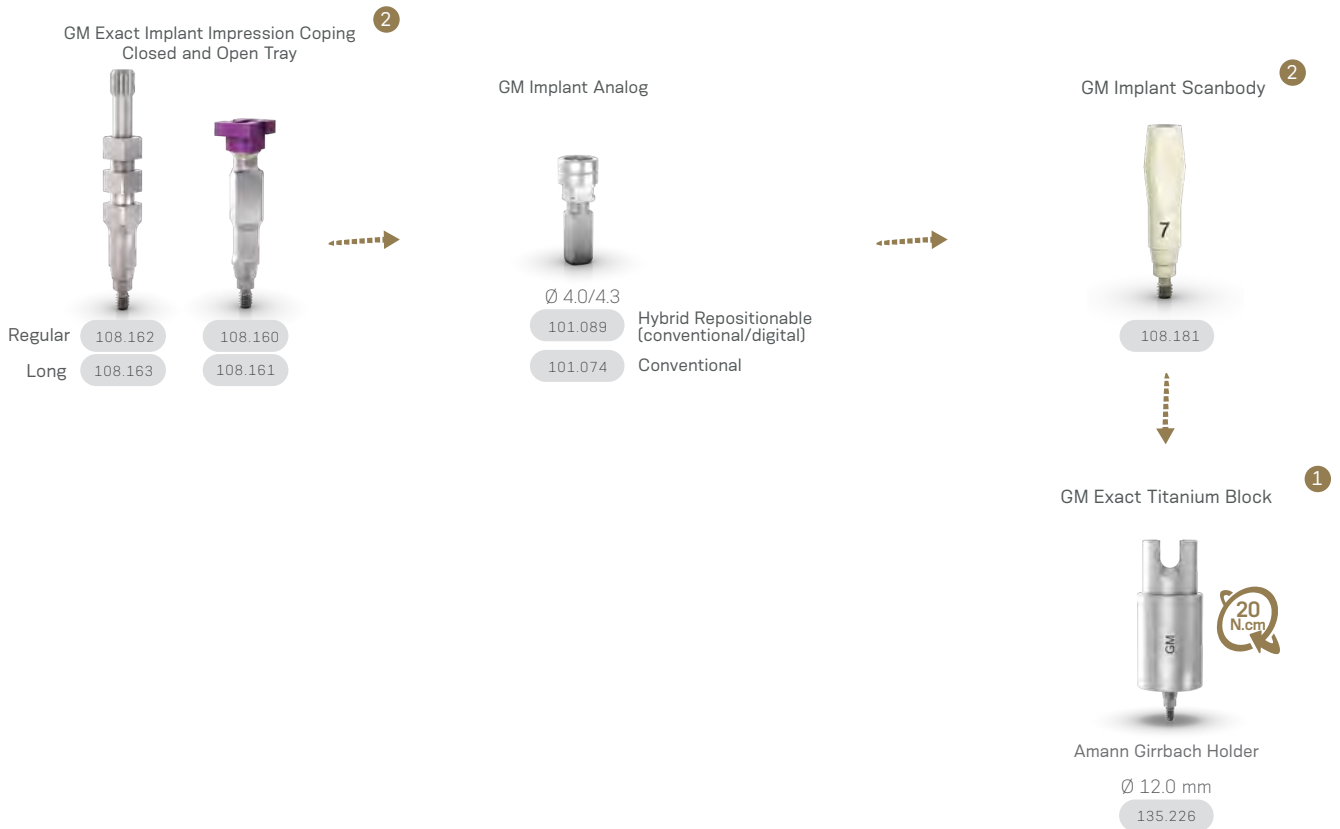 2
GM Exact Implant Impression Coping
Closed and Open Tray
Regular 108.162 108.160
Long 108.163 108.161
GM Implant Analog
Ø 4.0/4.3
101.089 Hybrid Repositionable
(conventional/digital)
101.074 Conventional
2
GM Implant Scanbody
7
108.181
1
GM Exact Titanium Block
20
N.cm
GM
Amann Girrbach Holder
Ø 12.0 mm
135.226